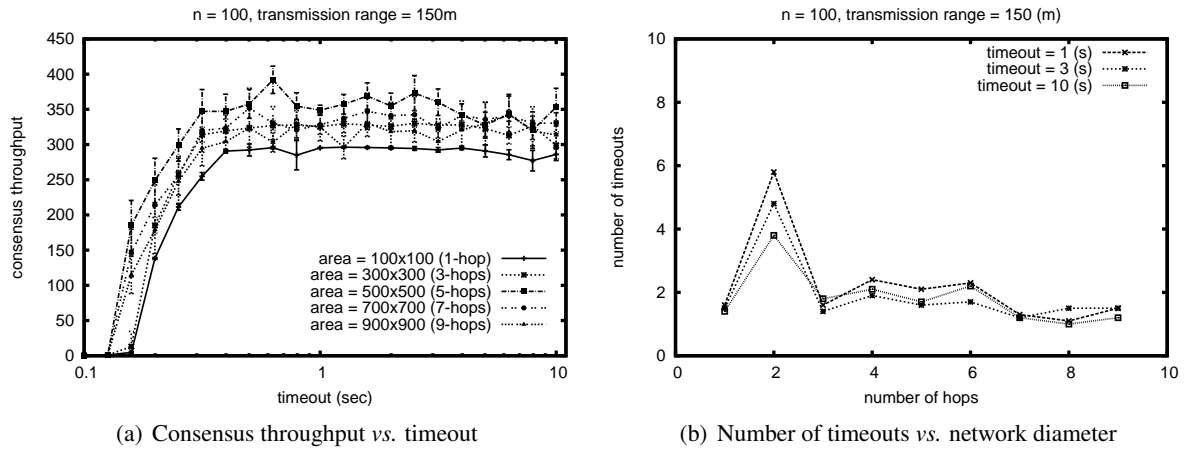 n = 100, transmission range = 150m
450
400
350
300
250
200
150
100
50
0
consensus throughput
area = 100x100 (1-hop)
area = 300x300 (3-hops)
area = 500x500 (5-hops)
area = 700x700 (7-hops)
area = 900x900 (9-hops)
0.1 1 10
timeout (sec)
(a) Consensus throughput vs. timeout
n = 100, transmission range = 150 (m)
10
8
6
4
2
0
number of timeouts
timeout = 1 (s)
timeout = 3 (s)
timeout = 10 (s)
0 2 4 6 8 10
number of hops
(b) Number of timeouts vs. network diameter